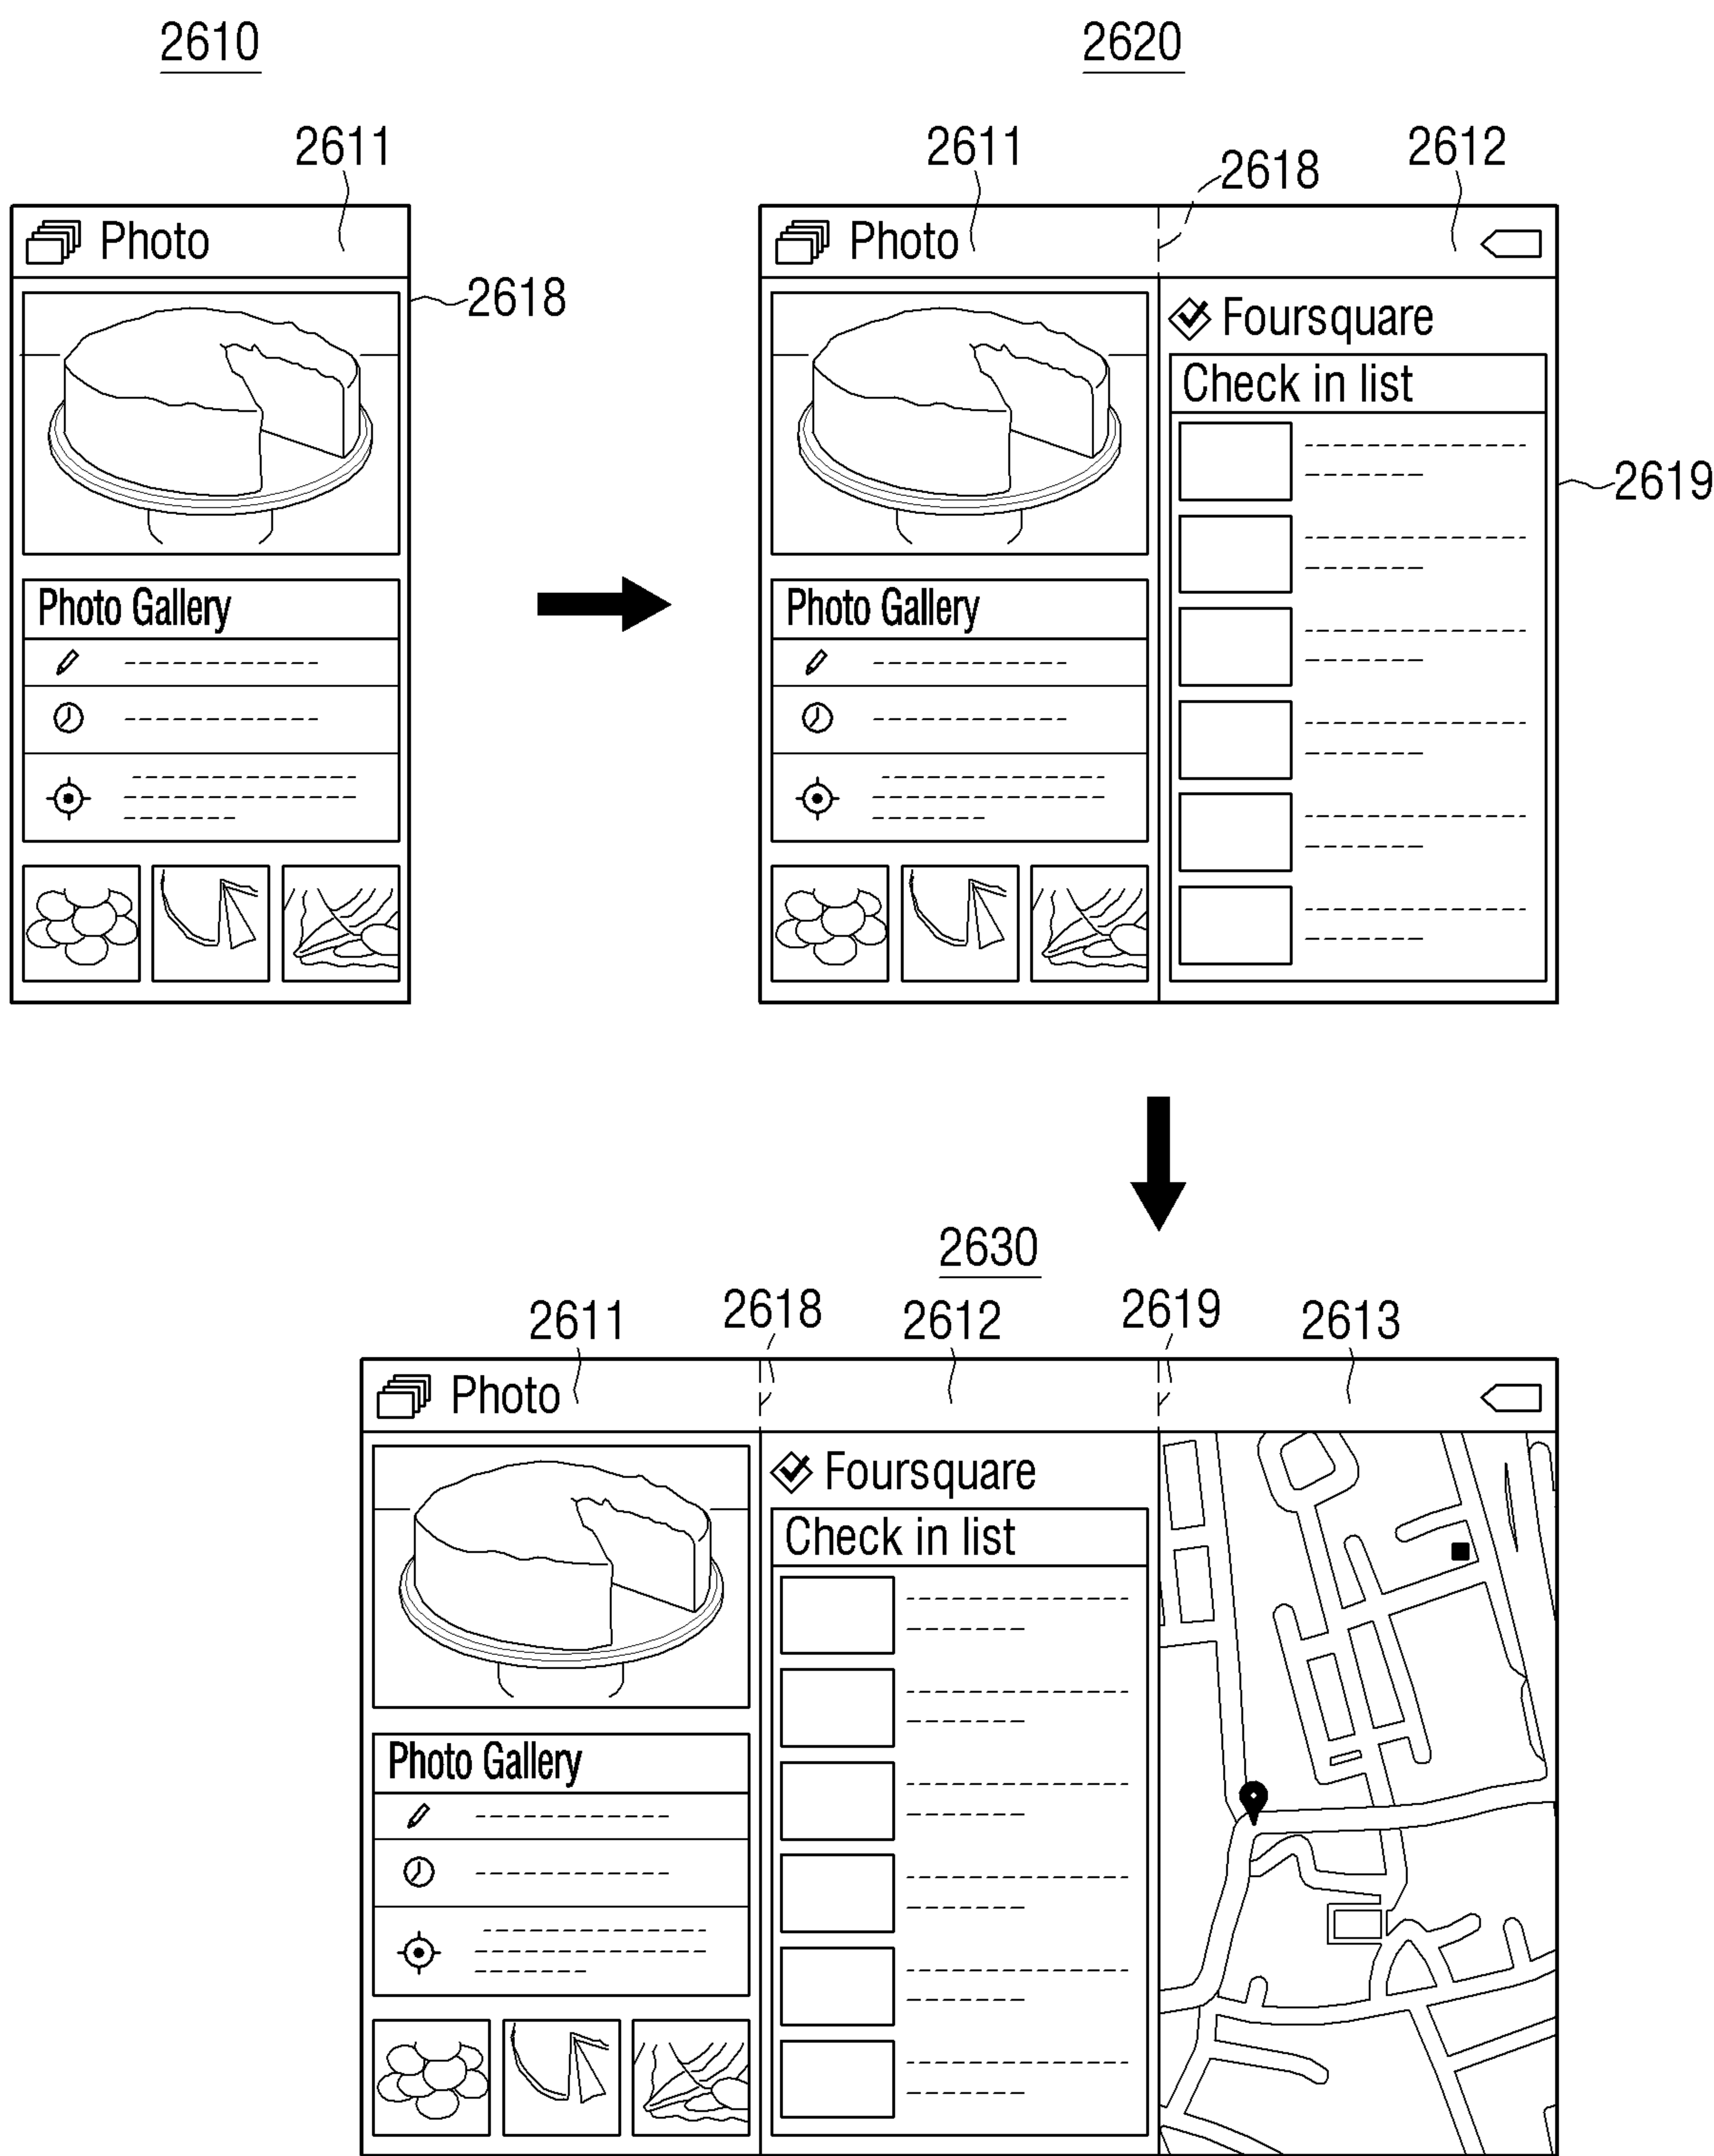 2610
2611
Photo
2618
Photo Gallery
2620
2611
2618
2612
Photo
Foursquare
Check in list
2619
Photo Gallery
2630
2611
2618
2612
2619
2613
Photo
Foursquare
Check in list
Photo Gallery